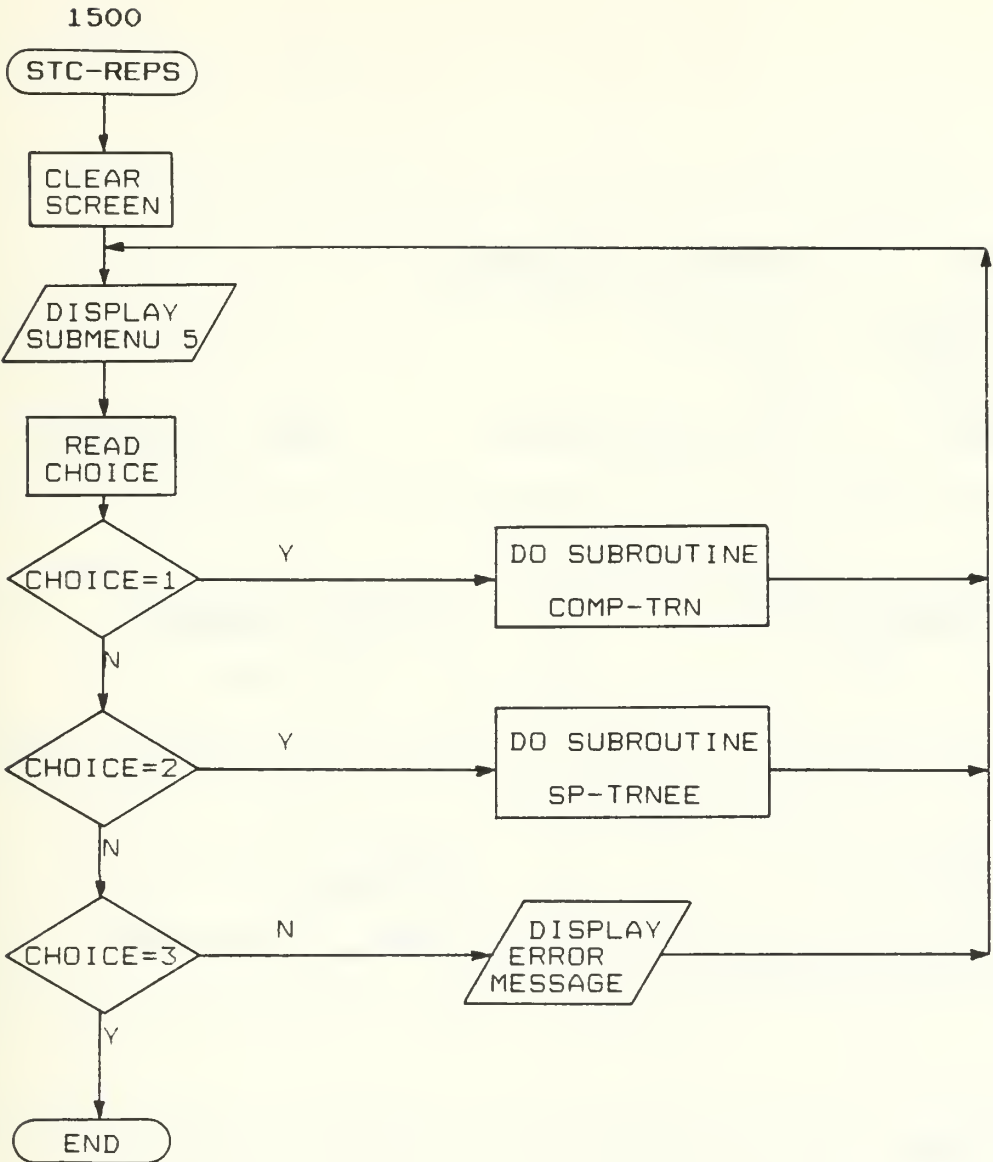 1500
STC-REPS
CLEAR
SCREEN
DISPLAY
SUBMENU 5
READ
CHOICE
CHOICE=1
Y
DO SUBROUTINE
COMP-TRN
N
CHOICE=2
Y
DO SUBROUTINE
SP-TRNEE
N
CHOICE=3
N
DISPLAY
ERROR
MESSAGE
Y
END